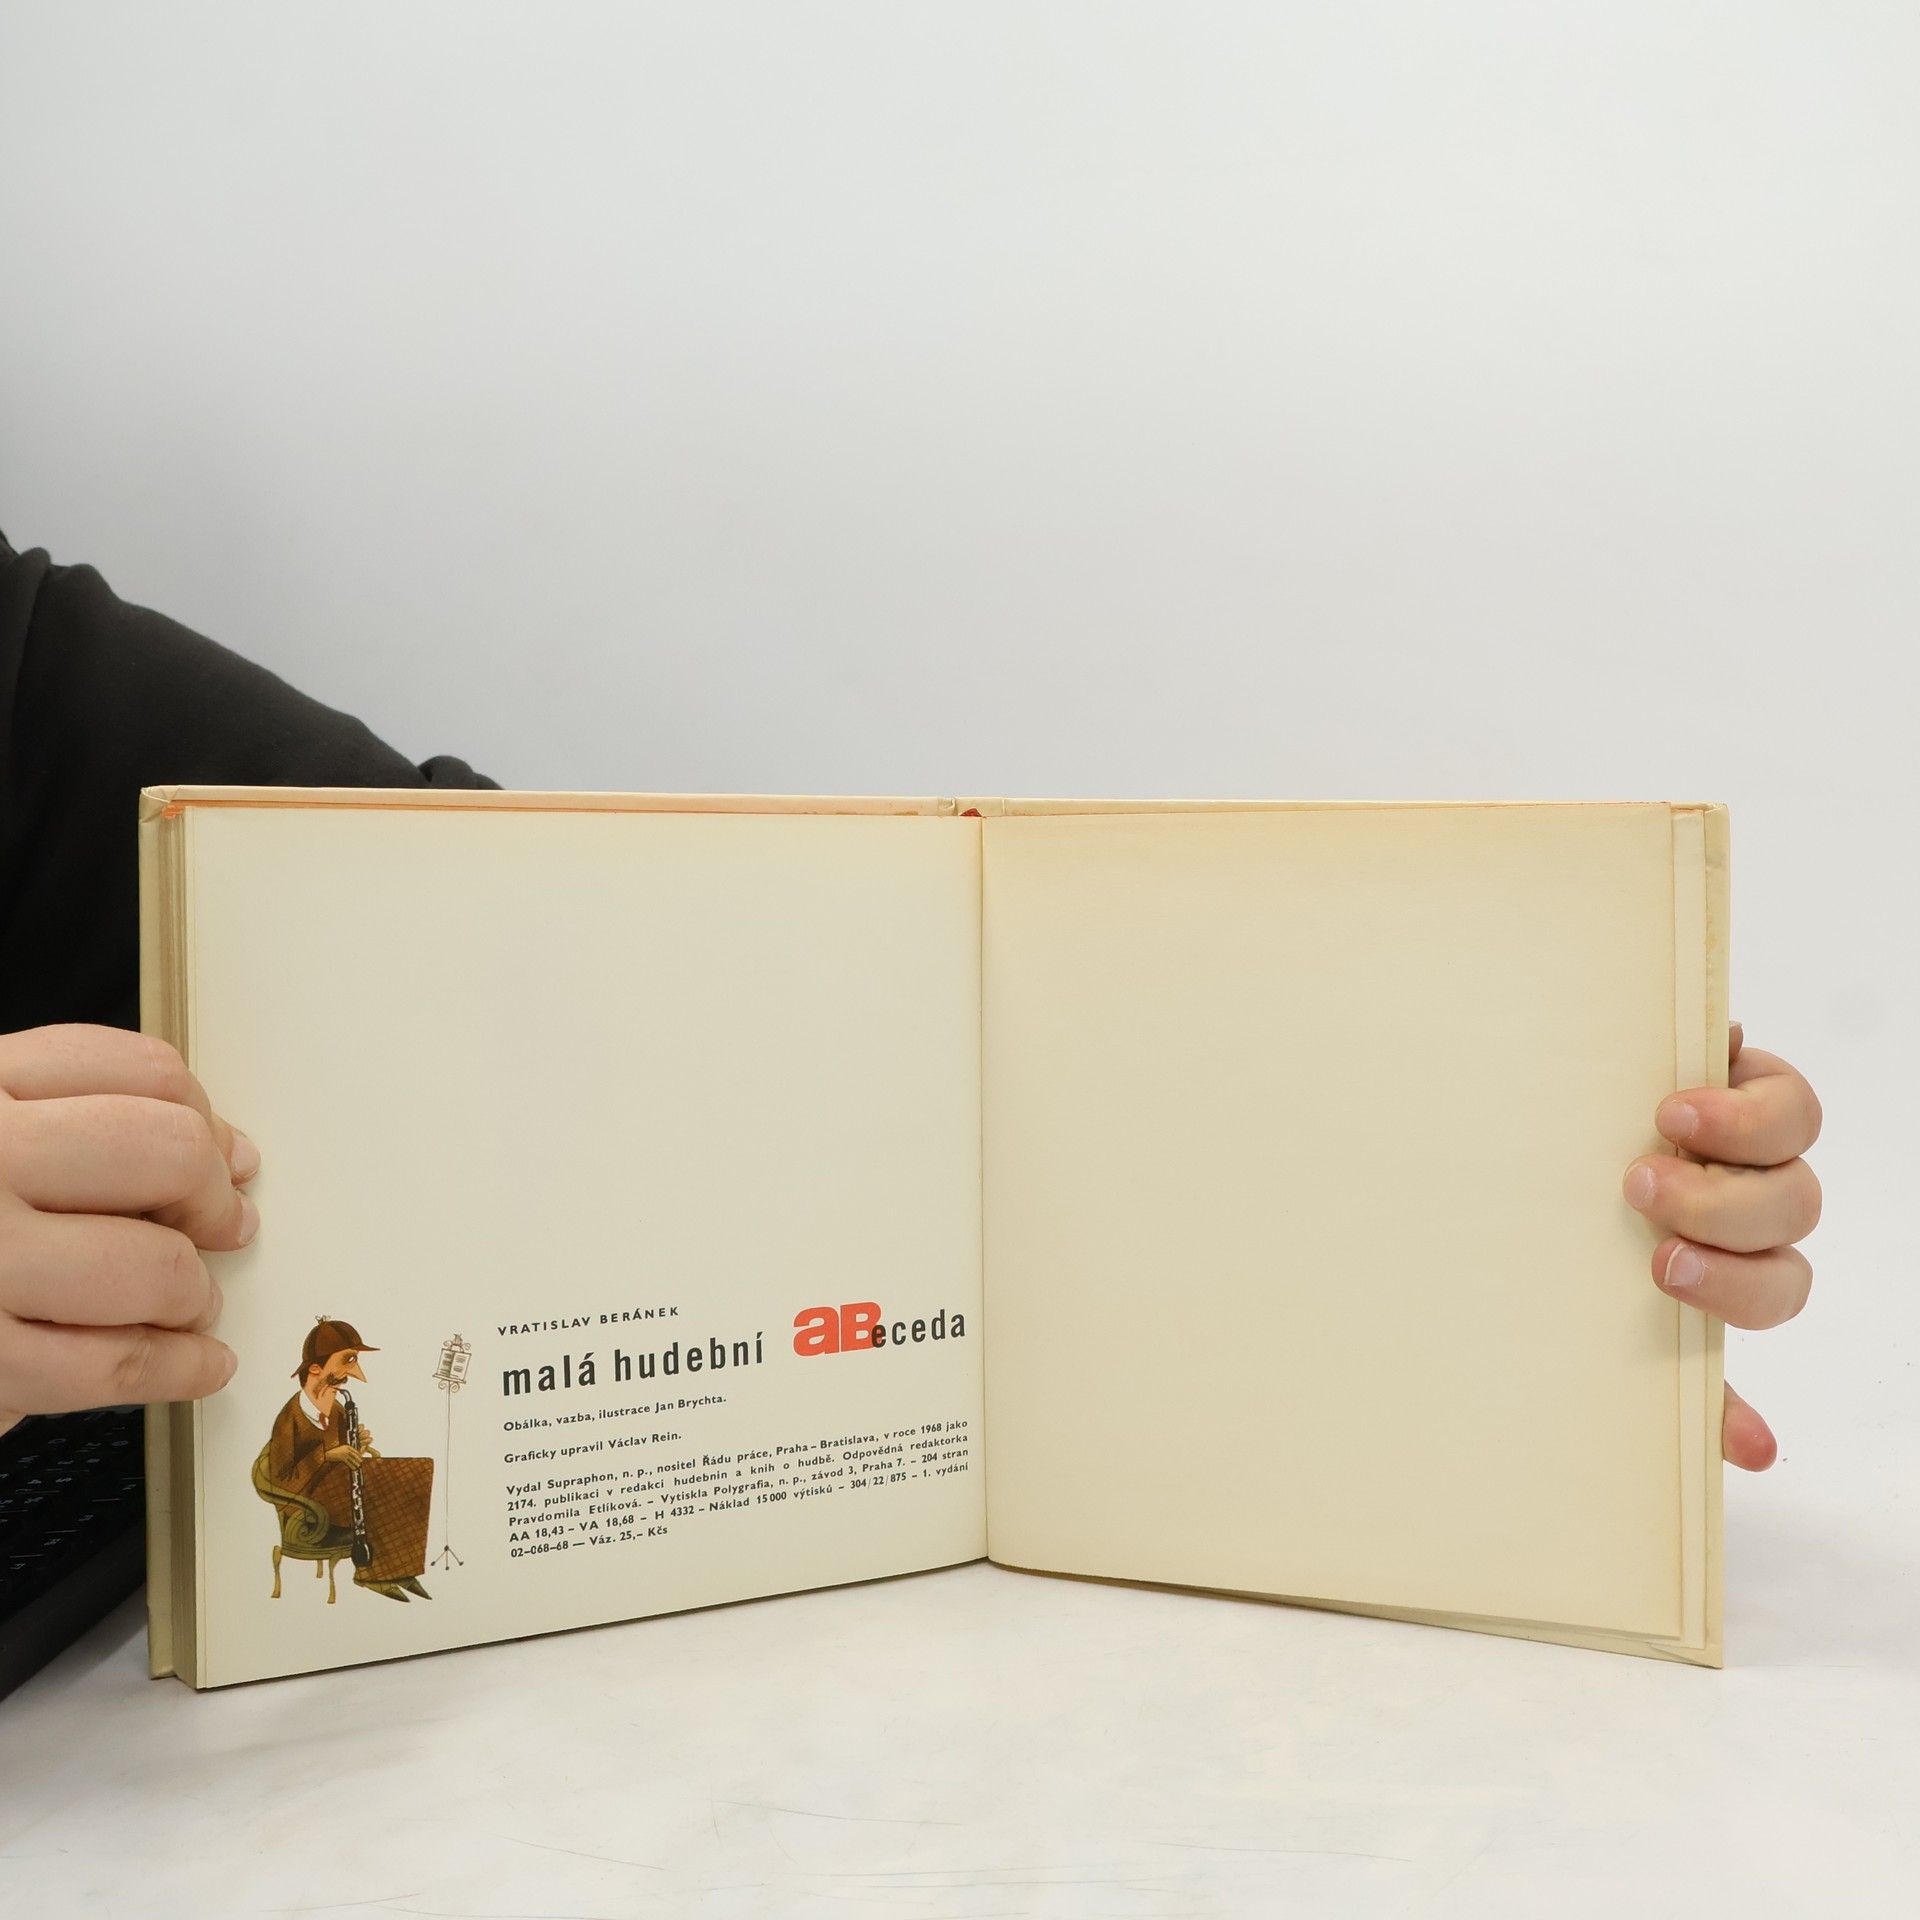 VRATISLAV BERÁNEK
malá hudební aBeceda
Obálka, vazba, ilustrace Jan Brychta.
Graficky upravil Václav Rein.
Vydal Supraphon, n. p., nositel Řádu práce, Praha – Bratislava, v roce 1968 jako
2174. publikaci v redakci hudebnin a knih o hudbě. Odpovědná redaktorka
Pravdomila Etlíková. – Vytiskla Polygrafia, n. p., závod 3, Praha 7. – 204 stran
AA 18,43 – VA 18,68 – H 4332 – Náklad 15 000 výtisků – 304/22/875 – 1. vydání
02–068–68 — Váz. 25,– Kčs